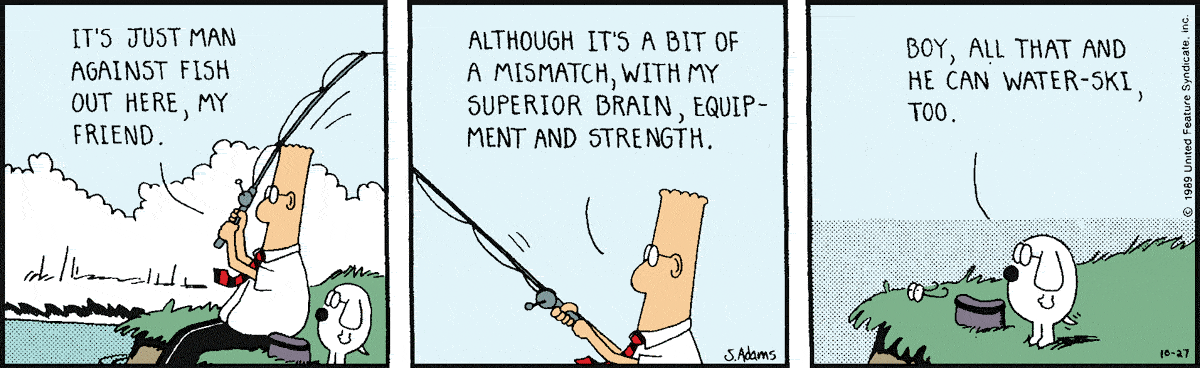 IT'S JUST MAN
AGAINST FISH
OUT HERE, MY
FRIEND.
ALTHOUGH IT'S A BIT OF
A MISMATCH, WITH MY
SUPERIOR BRAIN, EQUIP-
MENT AND STRENGTH.
S. Adams
BOY, ALL THAT AND
HE CAN WATER-SKI,
TOO.
© 1989 United Feature Syndicate, Inc.
10-27